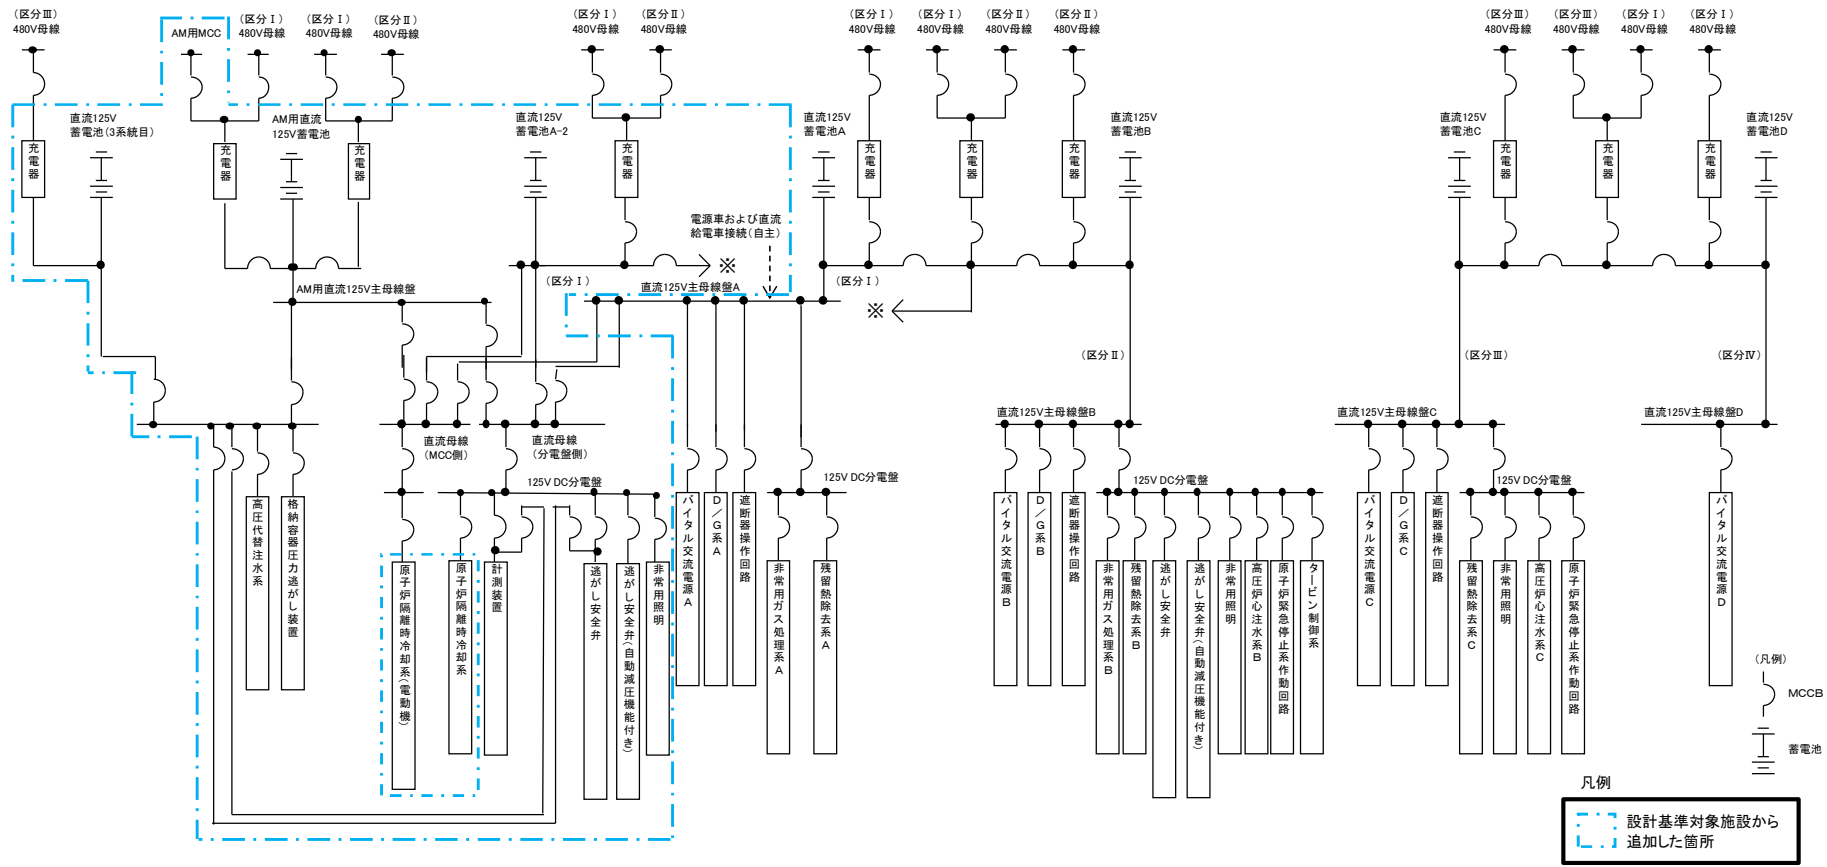 (区分Ⅲ)
480V母線
AM用MCC
(区分Ⅰ)
480V母線
(区分Ⅰ)
480V母線
(区分Ⅱ)
480V母線
(区分Ⅰ)
480V母線
(区分Ⅱ)
480V母線
(区分Ⅰ)
480V母線
(区分Ⅰ)
480V母線
(区分Ⅱ)
480V母線
(区分Ⅱ)
480V母線
(区分Ⅲ)
480V母線
(区分Ⅲ)
480V母線
(区分Ⅰ)
480V母線
(区分Ⅰ)
480V母線
充電器
直流125V
蓄電池(3系統目)
充電器
AM用直流
125V蓄電池
充電器
直流125V
蓄電池A-2
充電器
直流125V
蓄電池A
充電器
充電器
充電器
直流125V
蓄電池B
直流125V
蓄電池C
充電器
充電器
充電器
直流125V
蓄電池D
電源車および直流
給電車接続(自主)
※
(区分Ⅰ)
(区分Ⅰ)
AM用直流125V主母線盤
直流125V主母線盤A
※
(区分Ⅱ)
(区分Ⅲ)
(区分Ⅳ)
直流母線
(MCC側)
直流母線
(分電盤側)
直流125V主母線盤B
直流125V主母線盤C
直流125V主母線盤D
125V DC分電盤
125V DC分電盤
125V DC分電盤
125V DC分電盤
高圧代替注水系
格納容器圧力逃がし装置
原子炉隔離時冷却系(電動機)
原子炉隔離時冷却系
計測装置
逃がし安全弁
逃がし安全弁(自動減圧機能付き)
非常用照明
バイタル交流電源A
D/G系A
遮断器操作回路
非常用ガス処理系A
残留熱除去系A
バイタル交流電源B
D/G系B
遮断器操作回路
非常用ガス処理系B
残留熱除去系B
逃がし安全弁
逃がし安全弁(自動減圧機能付き)
非常用照明
高圧炉心注水系B
原子炉緊急停止系作動回路
タービン制御系
バイタル交流電源C
D/G系C
遮断器操作回路
残留熱除去系C
非常用照明
高圧炉心注水系C
原子炉緊急停止系作動回路
バイタル交流電源D
(凡例)
MCCB
蓄電池
凡例
設計基準対象施設から
追加した箇所